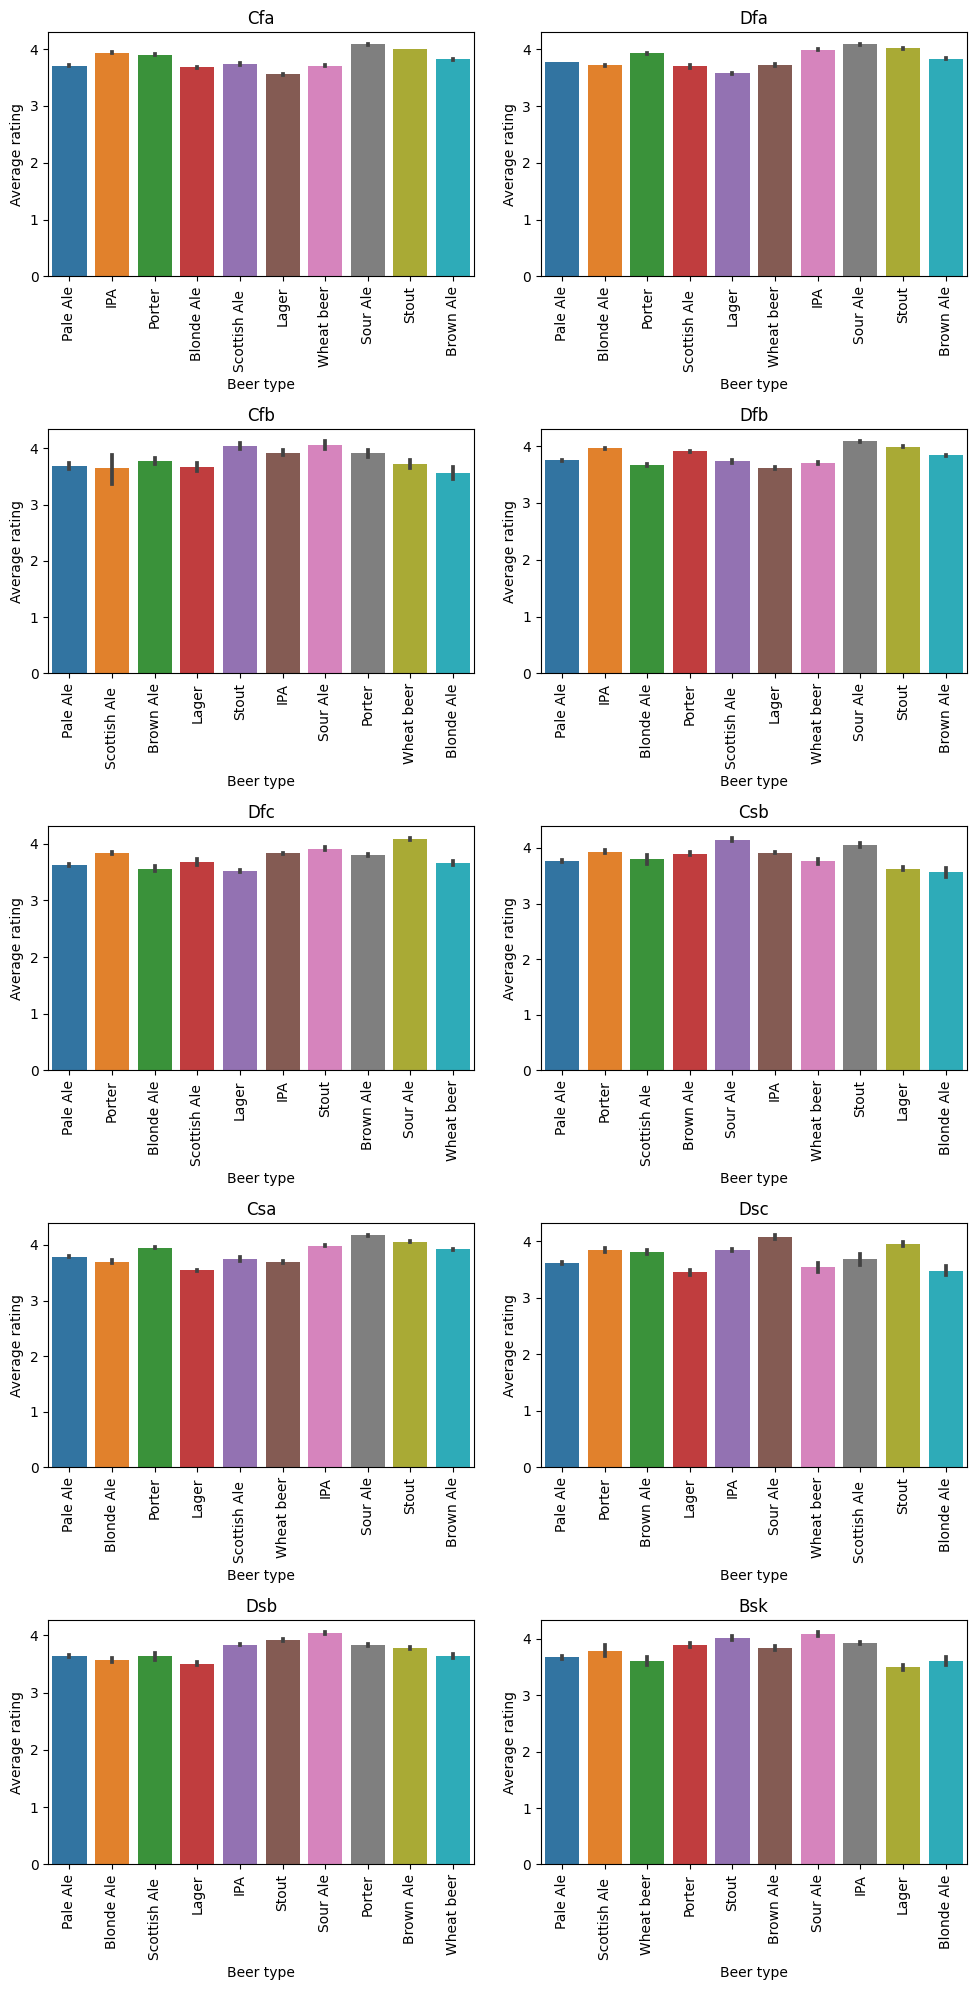 Cfa
Average rating
4
3
2
1
0
Pale Ale
IPA
Porter
Blonde Ale
Scottish Ale
Lager
Wheat beer
Sour Ale
Stout
Brown Ale
Beer type
Dfa
Average rating
4
3
2
1
0
Pale Ale
Blonde Ale
Porter
Scottish Ale
Lager
Wheat beer
IPA
Sour Ale
Stout
Brown Ale
Beer type
Cfb
Average rating
4
3
2
1
0
Pale Ale
Scottish Ale
Brown Ale
Lager
Stout
IPA
Sour Ale
Porter
Wheat beer
Blonde Ale
Beer type
Dfb
Average rating
4
3
2
1
0
Pale Ale
IPA
Blonde Ale
Porter
Scottish Ale
Lager
Wheat beer
Sour Ale
Stout
Brown Ale
Beer type
Dfc
Average rating
4
3
2
1
0
Pale Ale
Porter
Blonde Ale
Scottish Ale
Lager
IPA
Stout
Brown Ale
Sour Ale
Wheat beer
Beer type
Csb
Average rating
4
3
2
1
0
Pale Ale
Porter
Scottish Ale
Brown Ale
Sour Ale
IPA
Wheat beer
Stout
Lager
Blonde Ale
Beer type
Csa
Average rating
4
3
2
1
0
Pale Ale
Blonde Ale
Porter
Lager
Scottish Ale
Wheat beer
IPA
Sour Ale
Stout
Brown Ale
Beer type
Dsc
Average rating
4
3
2
1
0
Pale Ale
Porter
Brown Ale
Lager
IPA
Sour Ale
Wheat beer
Scottish Ale
Stout
Blonde Ale
Beer type
Dsb
Average rating
4
3
2
1
0
Pale Ale
Blonde Ale
Scottish Ale
Lager
IPA
Stout
Sour Ale
Porter
Brown Ale
Wheat beer
Beer type
Bsk
Average rating
4
3
2
1
0
Pale Ale
Scottish Ale
Wheat beer
Porter
Stout
Brown Ale
Sour Ale
IPA
Lager
Blonde Ale
Beer type